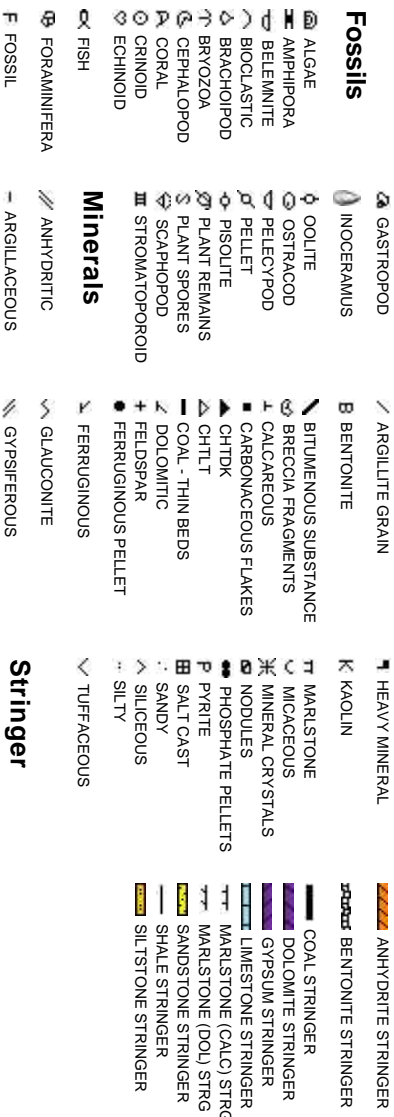 Fossils
ALGAE
AMPHIPORA
BELEMNITE
BIOCLASTIC
BRACHOIPOD
BRYOZOA
CEPHALOPOD
CORAL
CRINOID
ECHINOID
FISH
FORAMINIFERA
F FOSSIL
GASTROPOD
INOCERAMUS
OOLITE
OSTRACOD
PELECYPOD
PELLET
PISOLITE
PLANT REMAINS
PLANT SPORES
SCAPHOPOD
STROMATOPOROID
Minerals
ANHYDRITIC
ARGILLACEOUS
ARGILLITE GRAIN
B BENTONITE
BITUMENOUS SUBSTANCE
BRECCIA FRAGMENTS
CALCAREOUS
CARBONACEOUS FLAKES
CHTDK
CHTLT
COAL - THIN BEDS
DOLOMITIC
FELDSPAR
FERRUGINOUS PELLET
FERRUGINOUS
GLAUCONITE
GYPSIFEROUS
HEAVY MINERAL
K KAOLIN
MARLSTONE
MICACEOUS
MINERAL CRYSTALS
NODULES
PHOSPHATE PELLETS
P PYRITE
SALT CAST
SANDY
SILICEOUS
SILTY
TUFFACEOUS
Stringer
ANHYDRITE STRINGER
BENTONITE STRINGER
COAL STRINGER
DOLOMITE STRINGER
GYPSUM STRINGER
LIMESTONE STRINGER
MARLSTONE (CALC) STRG
MARLSTONE (DOL) STRG
SANDSTONE STRINGER
SHALE STRINGER
SILTSTONE STRINGER